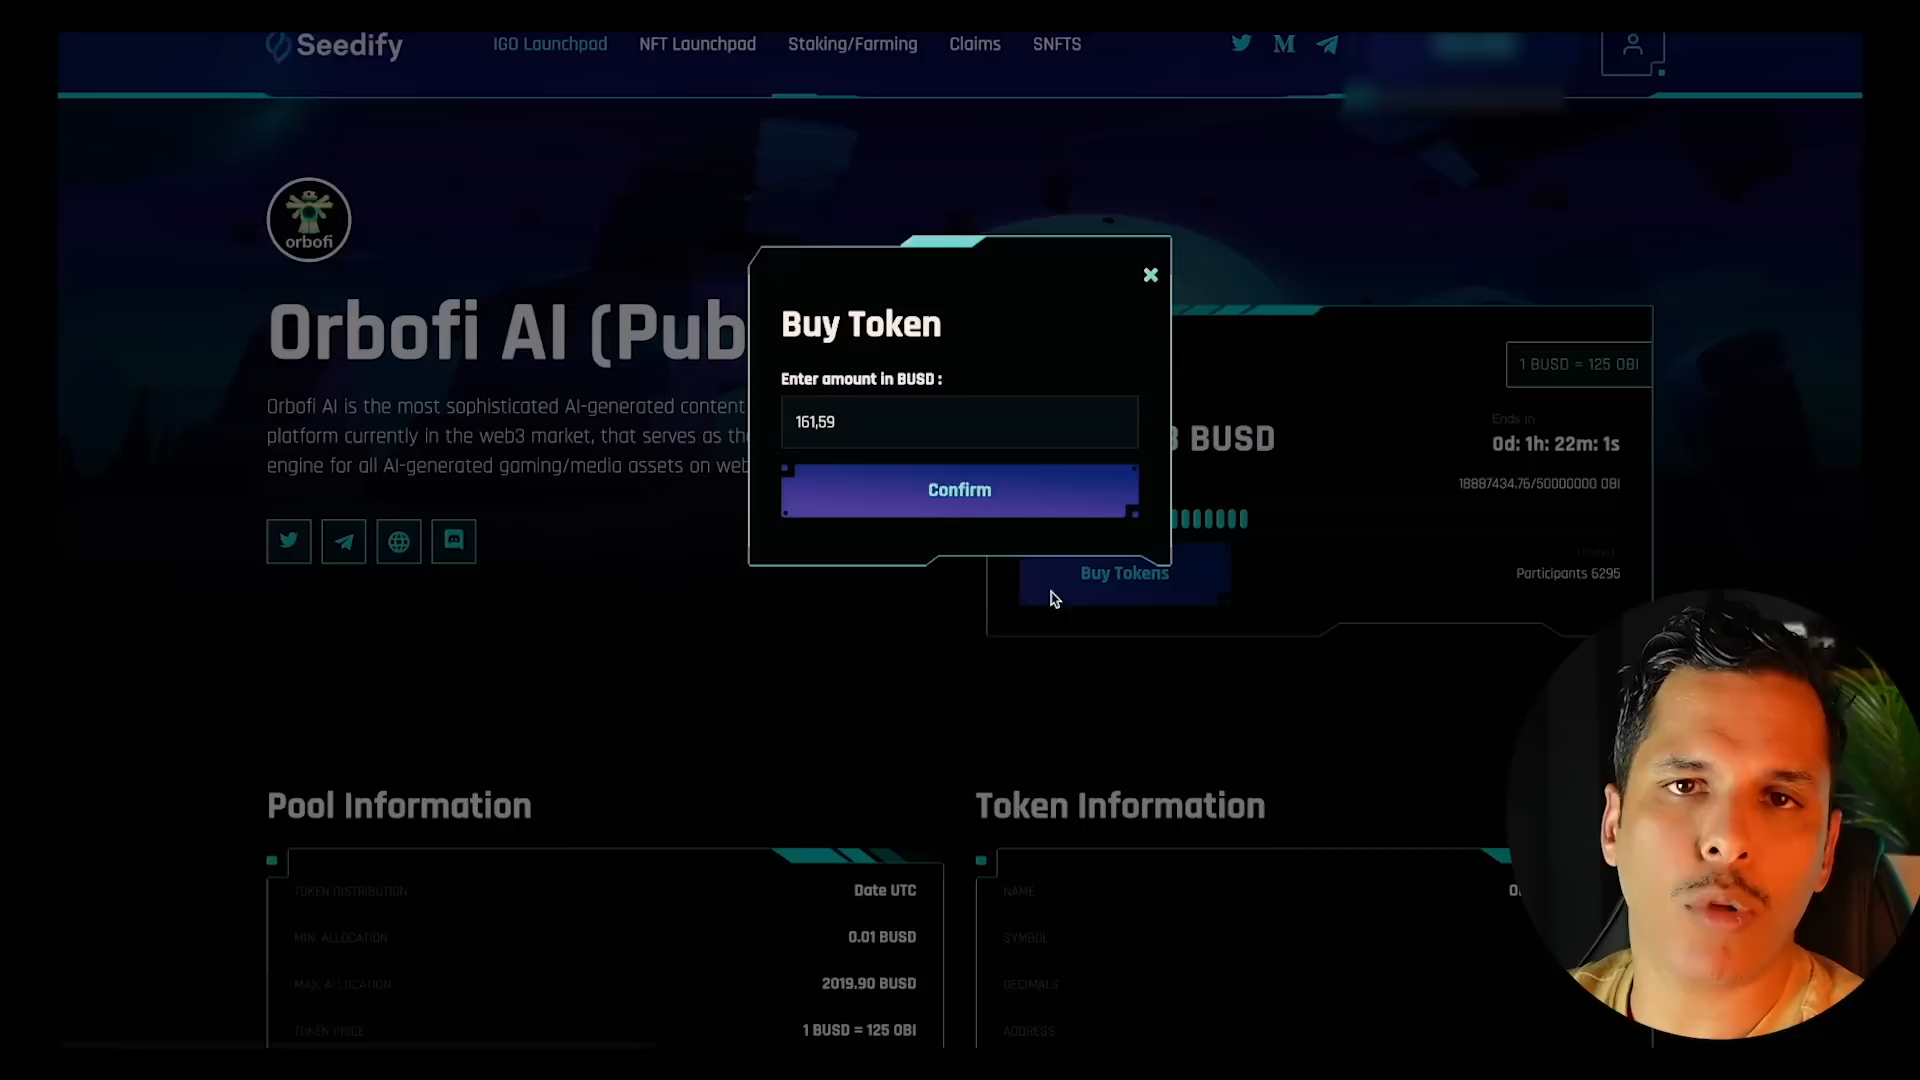 Seedify
IGO Launchpad
NFT Launchpad
Staking/Farming
Claims
SNFTS
orbofi
Orbofi AI (Pub
Orbofi AI is the most sophisticated AI-generated content
platform currently in the web3 market, that serves as the
engine for all AI-generated gaming/media assets on web
Buy Token
Enter amount in BUSD :
161,59
Confirm
1 BUSD = 125 OBI
BUSD
Ends in
0d: 1h: 22m: 1s
18887434.76/50000000 OBI
Buy Tokens
Participants 6295
Pool Information
TOKEN DISTRIBUTION
Date UTC
MIN. ALLOCATION
0.01 BUSD
MAX. ALLOCATION
2019.90 BUSD
TOKEN PRICE
1 BUSD = 125 OBI
Token Information
NAME
SYMBOL
DECIMALS
ADDRESS